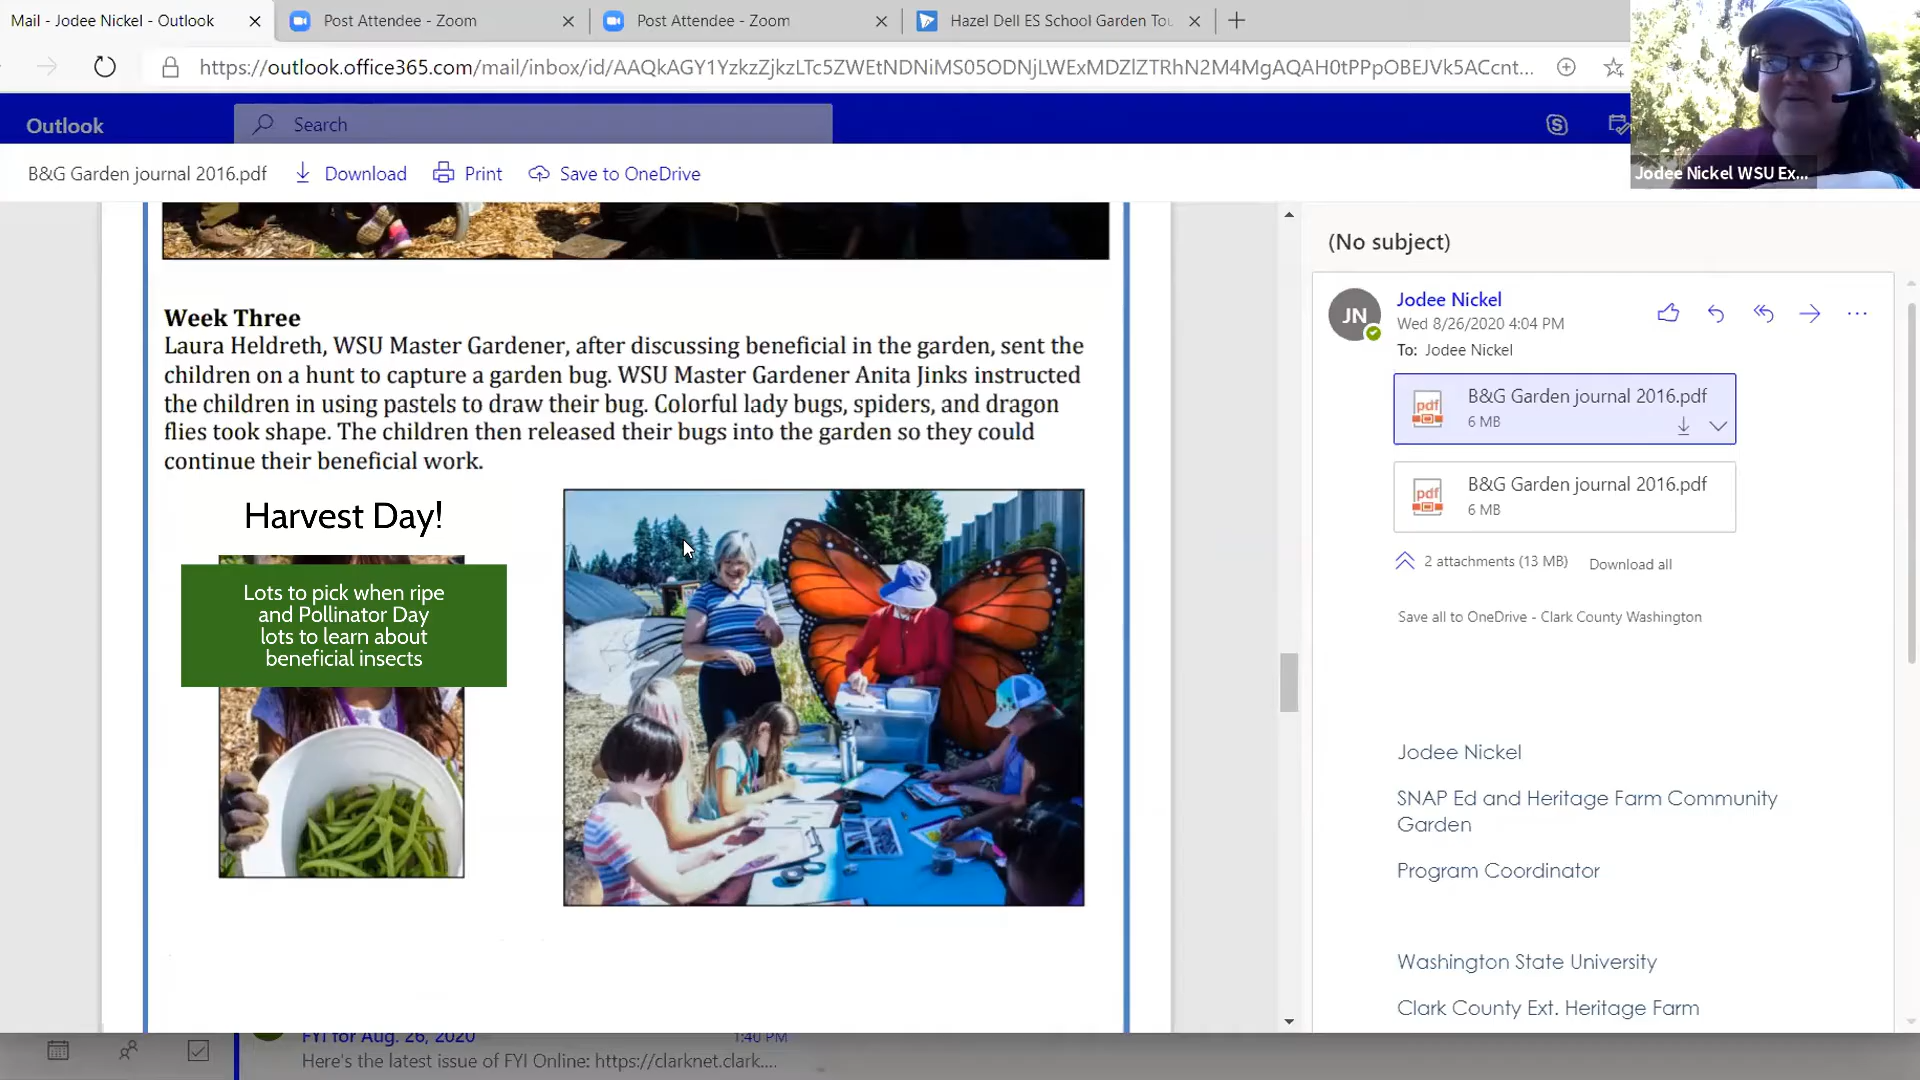 Mail - Jodee Nickel - Outlook
Post Attendee - Zoom
Post Attendee - Zoom
Hazel Dell ES School Garden Tou
https://outlook.office365.com/mail/inbox/id/AAQkAGY1YzkzZjkzLTc5ZWEtNDNiMS05ODNjLWExMDZlZTRhN2M4MgAQAH0tPPpOBEJVk5ACcnt...
Outlook
Search
B&G Garden journal 2016.pdf
Download
Print
Save to OneDrive
Jodee Nickel WSU Ex...
Week Three
Laura Heldreth, WSU Master Gardener, after discussing beneficial in the garden, sent the
children on a hunt to capture a garden bug. WSU Master Gardener Anita Jinks instructed
the children in using pastels to draw their bug. Colorful lady bugs, spiders, and dragon
flies took shape. The children then released their bugs into the garden so they could
continue their beneficial work.
Harvest Day!
Lots to pick when ripe
and Pollinator Day
lots to learn about
beneficial insects
(No subject)
JN
Jodee Nickel
Wed 8/26/2020 4:04 PM
To: Jodee Nickel
pdf
B&G Garden journal 2016.pdf
6 MB
pdf
B&G Garden journal 2016.pdf
6 MB
2 attachments (13 MB)
Download all
Save all to OneDrive - Clark County Washington
Jodee Nickel
SNAP Ed and Heritage Farm Community
Garden
Program Coordinator
Washington State University
Clark County Ext. Heritage Farm
FYI for Aug. 26, 2020
1:40 PM
Here's the latest issue of FYI Online: https://clarknet.clark....